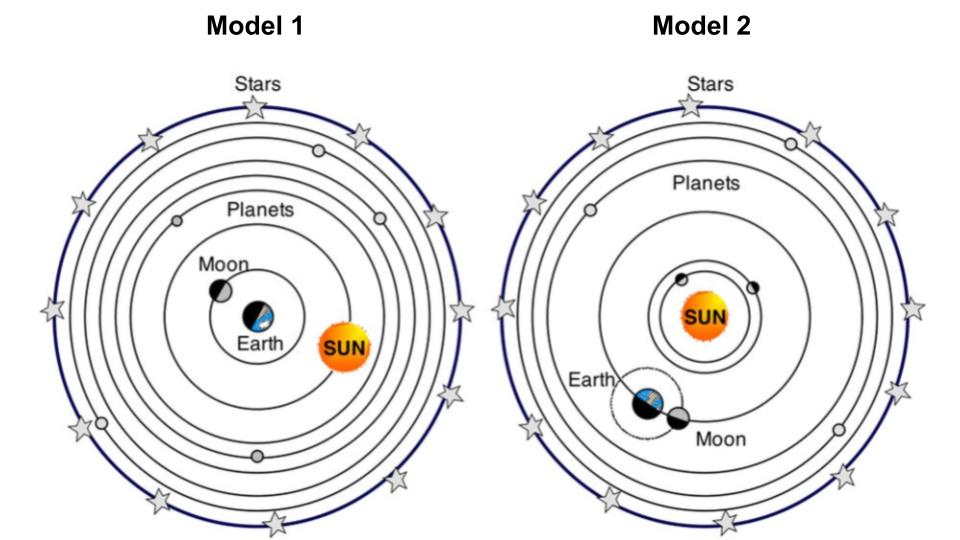 Model 1
Stars
Planets
Moon
Earth
SUN
Model 2
Stars
Planets
SUN
Earth
Moon